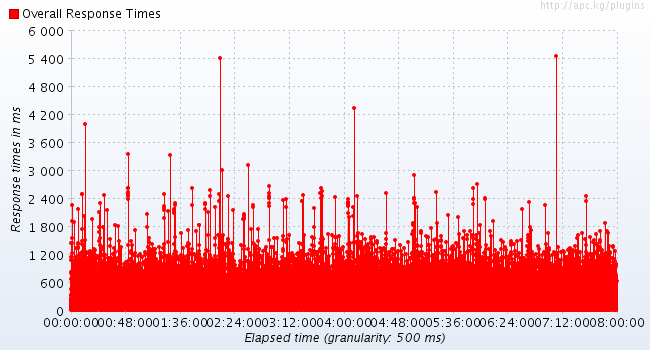 http://apc.kg/plugins
Overall Response Times
6 000
5 400
4 800
4 200
3 600
3 000
2 400
1 800
1 200
600
0
Response times in ms
00:00:00 00:48:00 01:36:00 02:24:00 03:12:00 04:00:00 04:48:00 05:36:00 06:24:00 07:12:00 08:00:00
Elapsed time (granularity: 500 ms)